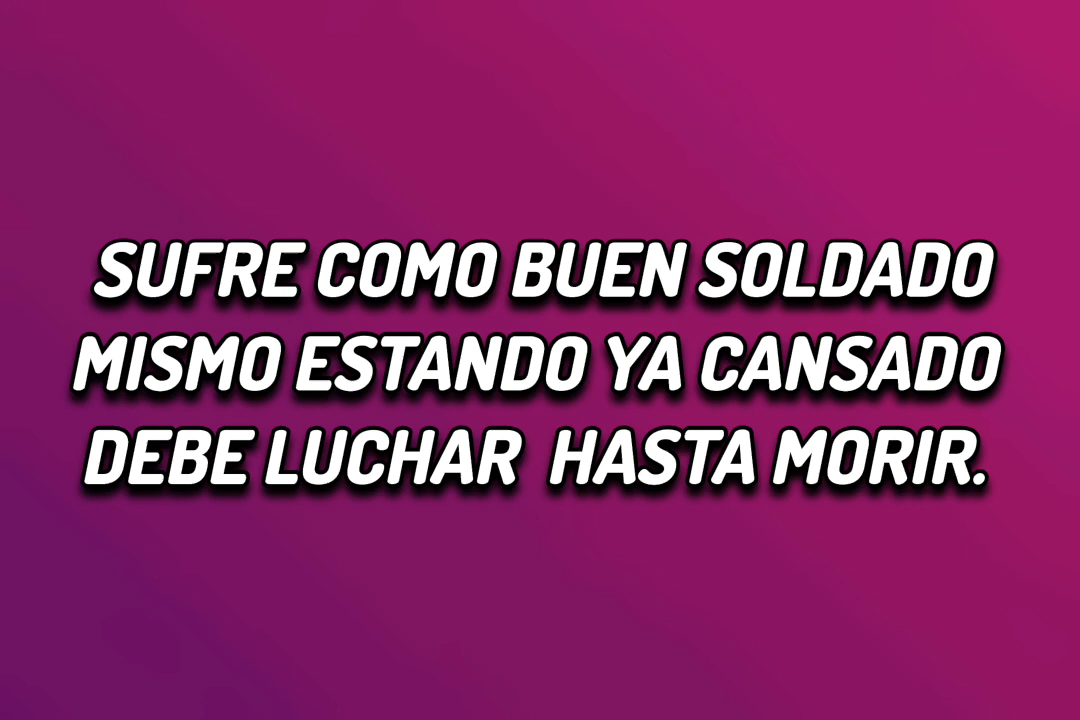 SUFRE COMO BUEN SOLDADO
MISMO ESTANDO YA CANSADO
DEBE LUCHAR  HASTA MORIR.